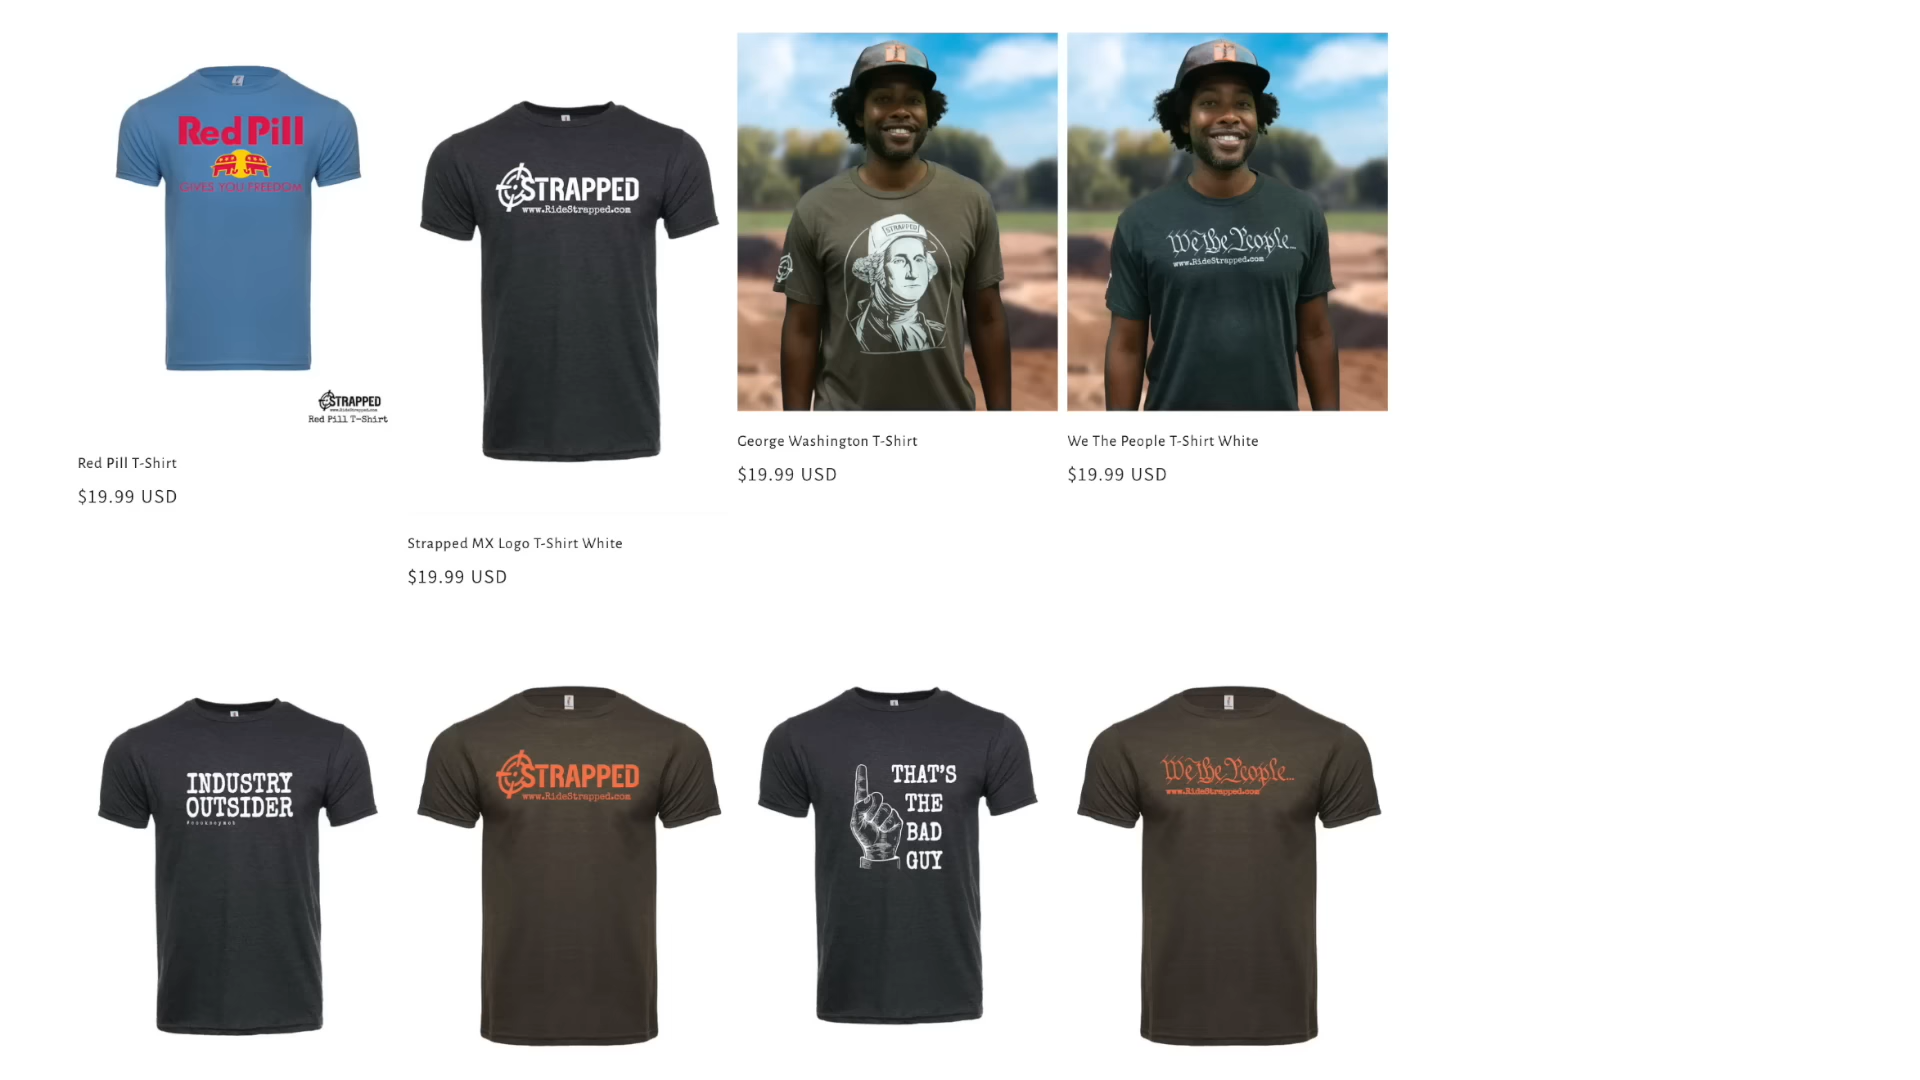 Red Pill
GIVES YOU FREEDOM
STRAPPED
www.RideStrapped.com
Red Pill T-Shirt
Red Pill T-Shirt
$19.99 USD
STRAPPED
www.RideStrapped.com
Strapped MX Logo T-Shirt White
$19.99 USD
STRAPPED
George Washington T-Shirt
$19.99 USD
We the People...
www.RideStrapped.com
We The People T-Shirt White
$19.99 USD
INDUSTRY
OUTSIDER
STRAPPED
www.RideStrapped.com
THAT'S
THE
BAD
GUY
We the People...
www.RideStrapped.com